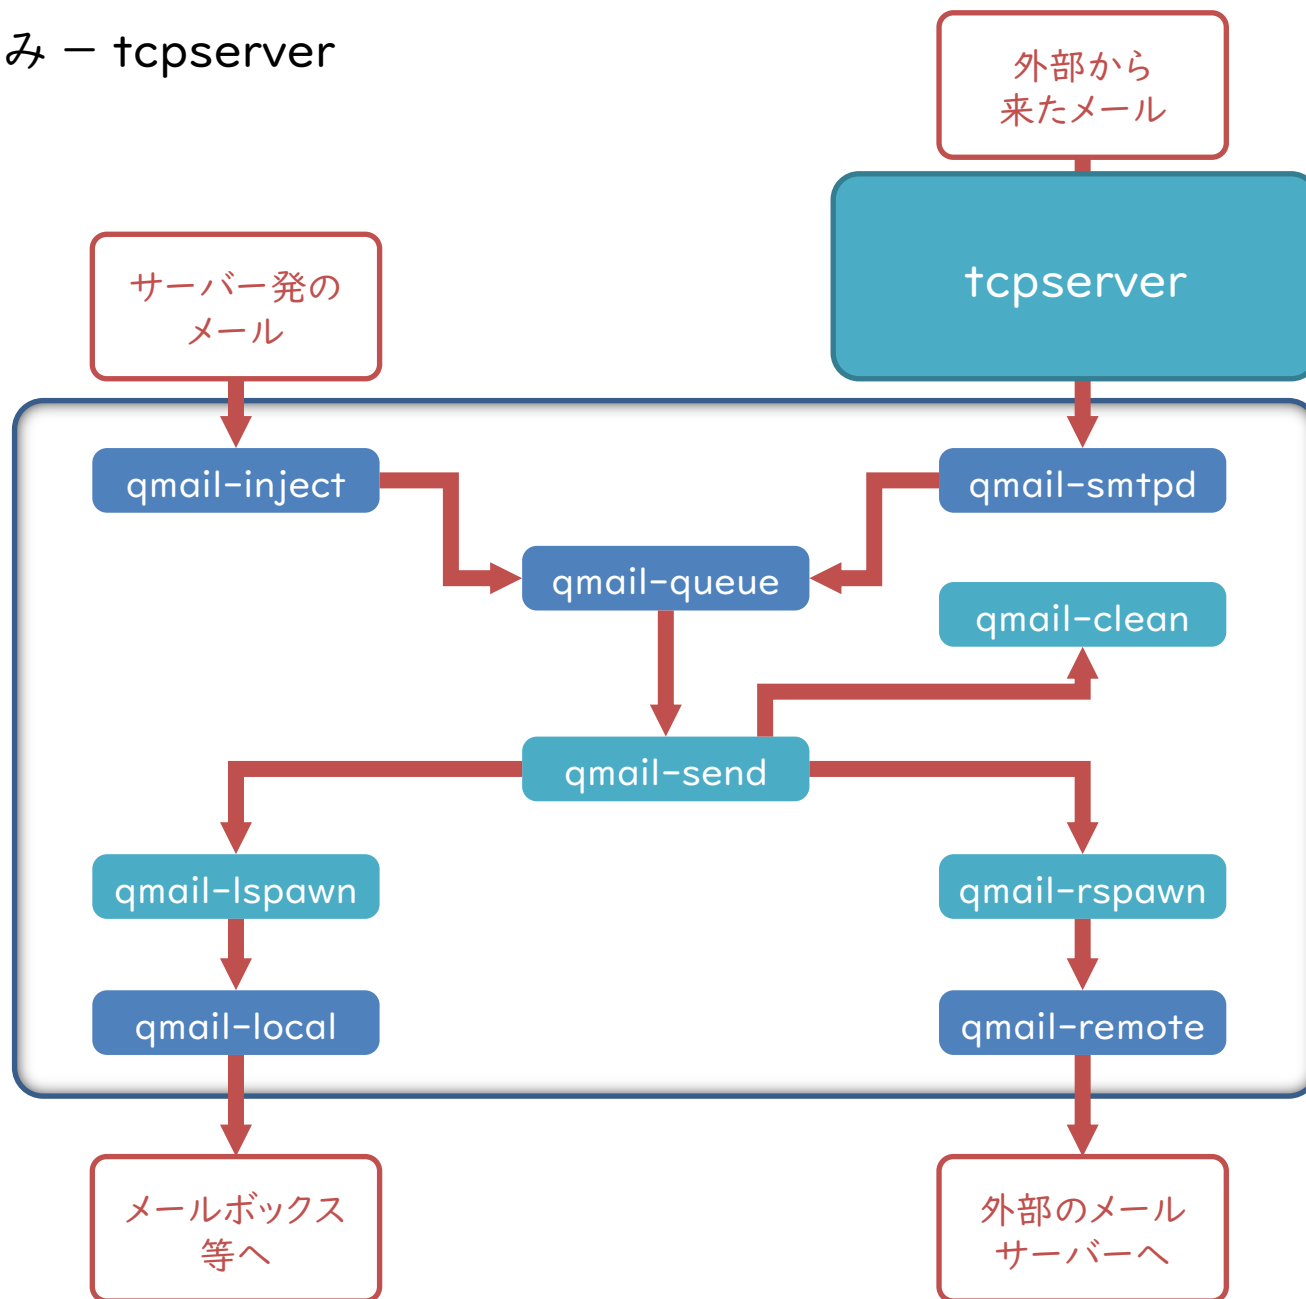 み － tcpserver
外部から
来たメール
tcpserver
サーバー発の
メール
qmail-inject
qmail-smtpd
qmail-queue
qmail-clean
qmail-send
qmail-lspawn
qmail-rspawn
qmail-local
qmail-remote
メールボックス
等へ
外部のメール
サーバーへ